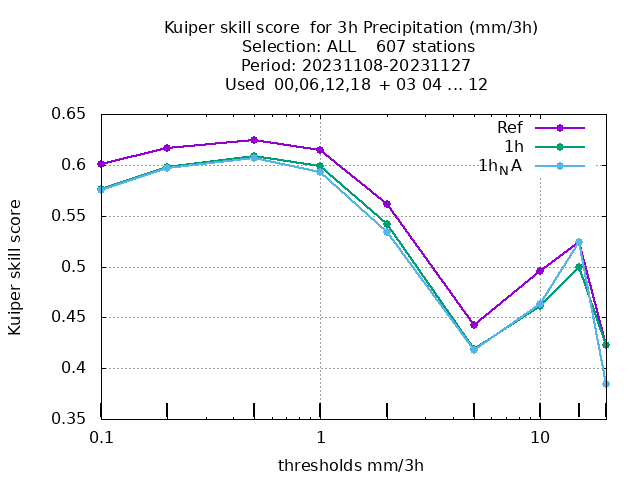 Kuiper skill score  for 3h Precipitation (mm/3h)
Selection: ALL    607 stations
Period: 20231108-20231127
Used  00,06,12,18  + 03 04 ... 12
Ref
1h
1h_NA
0.65
0.6
0.55
0.5
0.45
0.4
0.35
Kuiper skill score
0.1
1
10
thresholds mm/3h